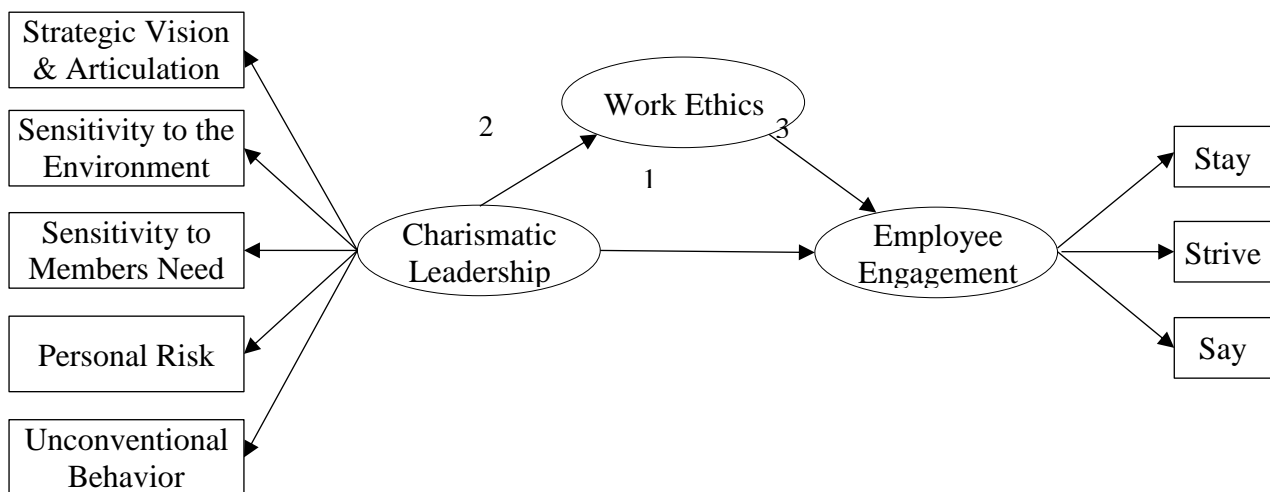 Strategic Vision
& Articulation
Sensitivity to the
Environment
Sensitivity to
Members Need
Personal Risk
Unconventional
Behavior
Charismatic
Leadership
2
Work Ethics
3
1
Employee
Engagement
Stay
Strive
Say